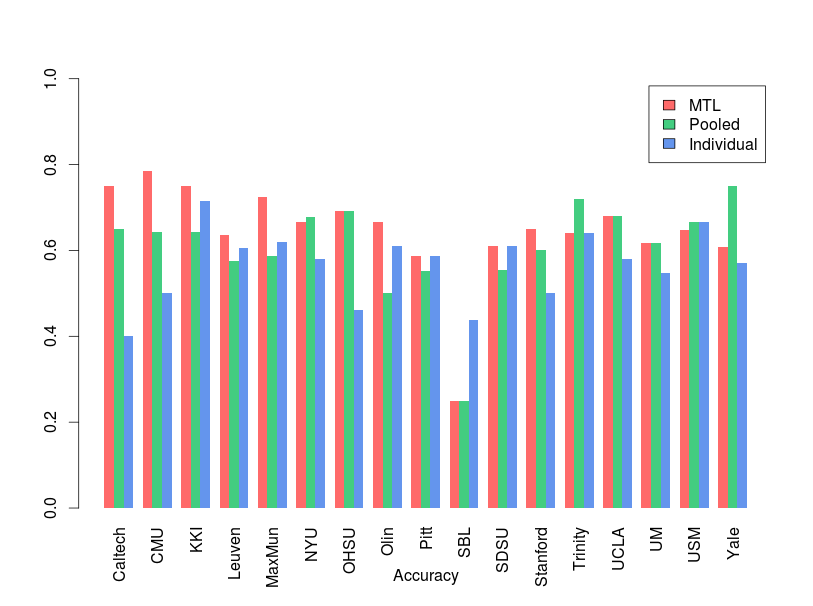 1.0
0.8
0.6
0.4
0.2
0.0
MTL
Pooled
Individual
Caltech
CMU
KKI
Leuven
MaxMun
NYU
OHSU
Olin
Pitt
SBL
SDSU
Stanford
Trinity
UCLA
UM
USM
Yale
Accuracy